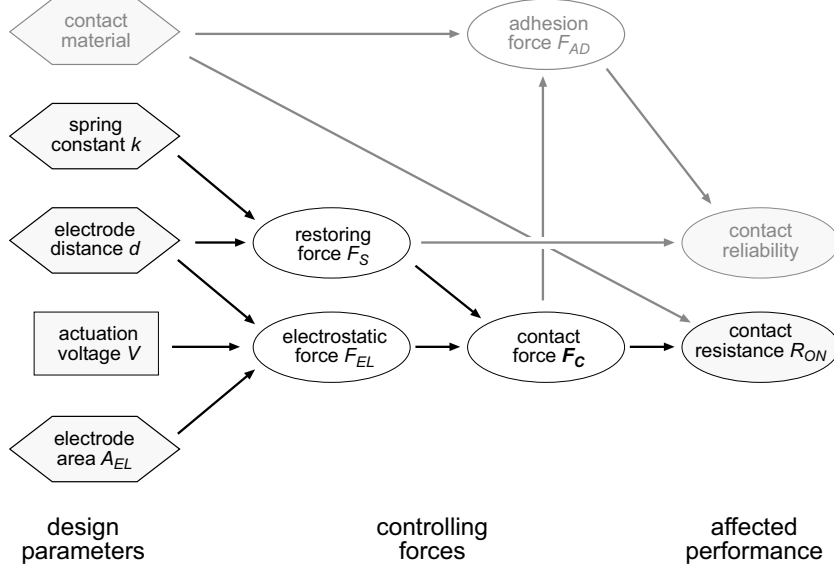 contact
material
adhesion
force F_AD
spring
constant k
electrode
distance d
restoring
force F_S
contact
reliability
actuation
voltage V
electrostatic
force F_EL
contact
force F_C
contact
resistance R_ON
electrode
area A_EL
design
parameters
controlling
forces
affected
performance